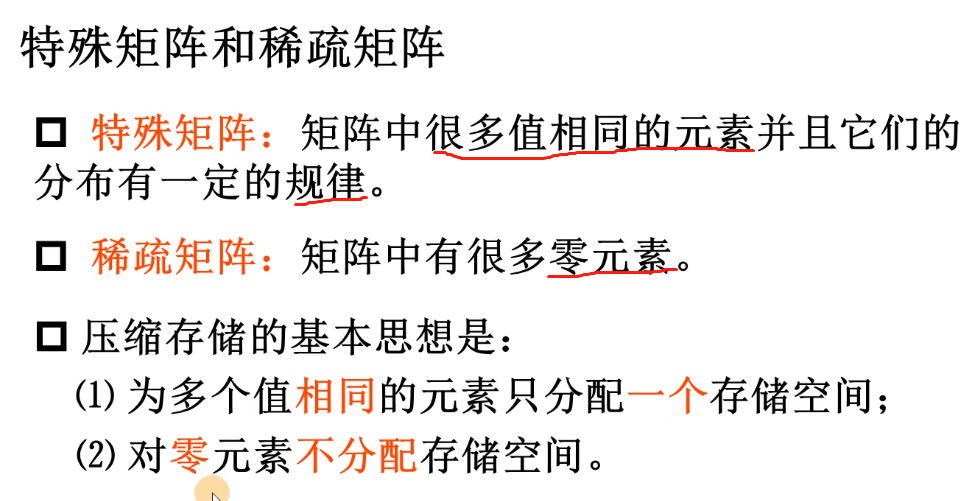 特殊矩阵和稀疏矩阵
特殊矩阵：矩阵中很多值相同的元素并且它们的
分布有一定的规律。
稀疏矩阵：矩阵中有很多零元素。
压缩存储的基本思想是：
⑴ 为多个值相同的元素只分配一个存储空间；
⑵ 对零元素不分配存储空间。